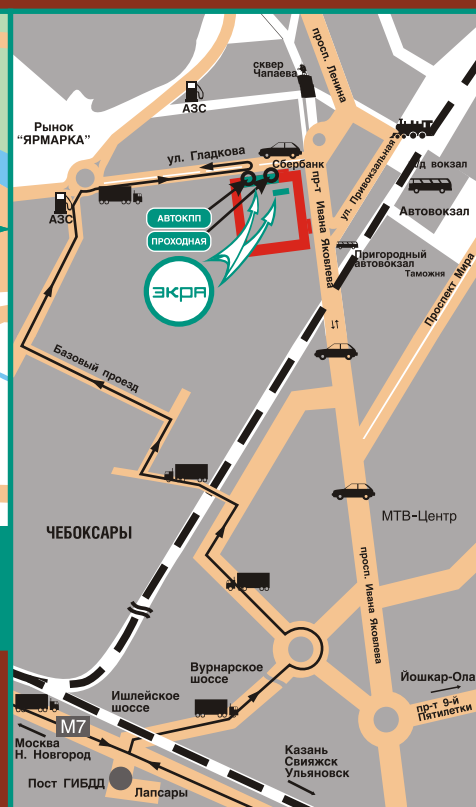 просп. Ленина
сквер
Чапаева
АЗС
Рынок
"ЯРМАРКА"
ул. Гладкова
Сбербанк
ул. Привокзальная
вокзал
АЗС
Автовокзал
АВТОКПП
ПРОХОДНАЯ
пр-т Ивана Яковлева
Пригородный
автовокзал
Таможня
Проспект Мира
ЭКРА
Базовый проезд
МТВ-Центр
ЧЕБОКСАРЫ
просп. Ивана Яковлева
Вурнарское
шоссе
Йошкар-Ола
Ишлейское
шоссе
пр-т 9-й
Пятилетки
М7
Москва
Н. Новгород
Казань
Свияжск
Ульяновск
Пост ГИБДД
Лапсары